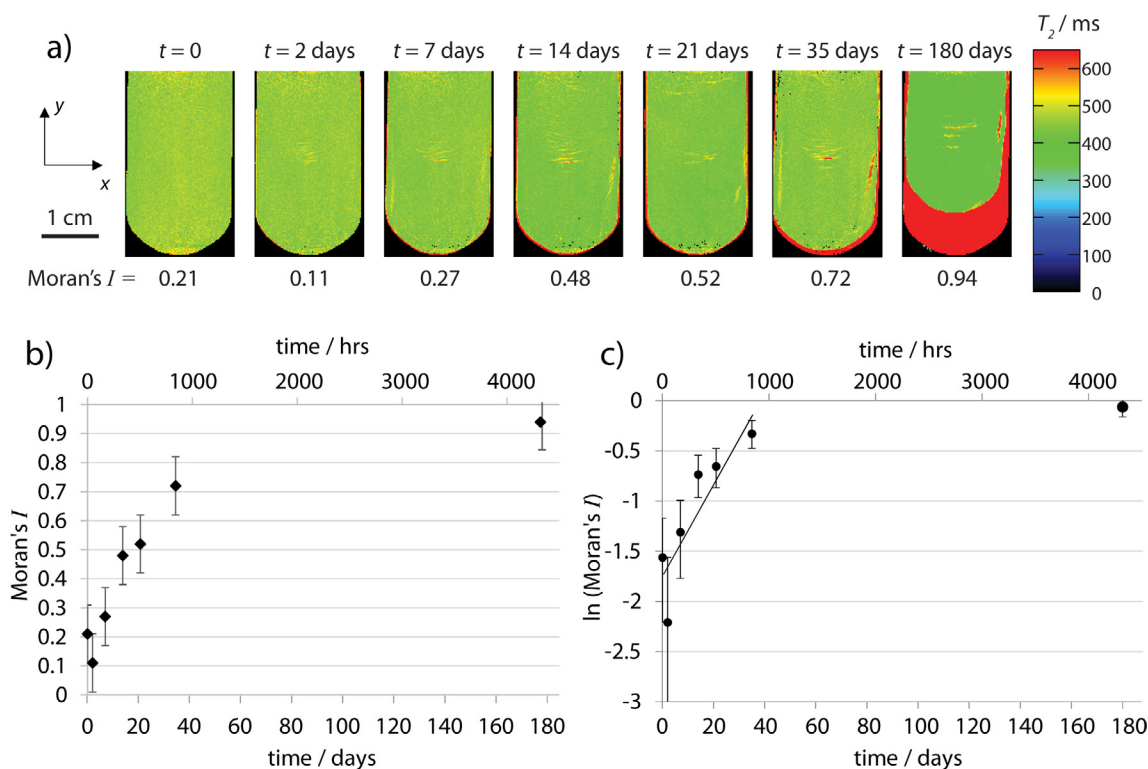 a)
t = 0 t = 2 days t = 7 days t = 14 days t = 21 days t = 35 days t = 180 days
T2 / ms
y
x
1 cm
600
500
400
300
200
100
0
Moran's I = 0.21 0.11 0.27 0.48 0.52 0.72 0.94
b)
time / hrs
0 1000 2000 3000 4000
Moran's I
1
0.9
0.8
0.7
0.6
0.5
0.4
0.3
0.2
0.1
0
0 20 40 60 80 100 120 140 160 180
time / days
c)
time / hrs
0 1000 2000 3000 4000
ln (Moran's I)
0
-0.5
-1
-1.5
-2
-2.5
-3
0 20 40 60 80 100 120 140 160 180
time / days